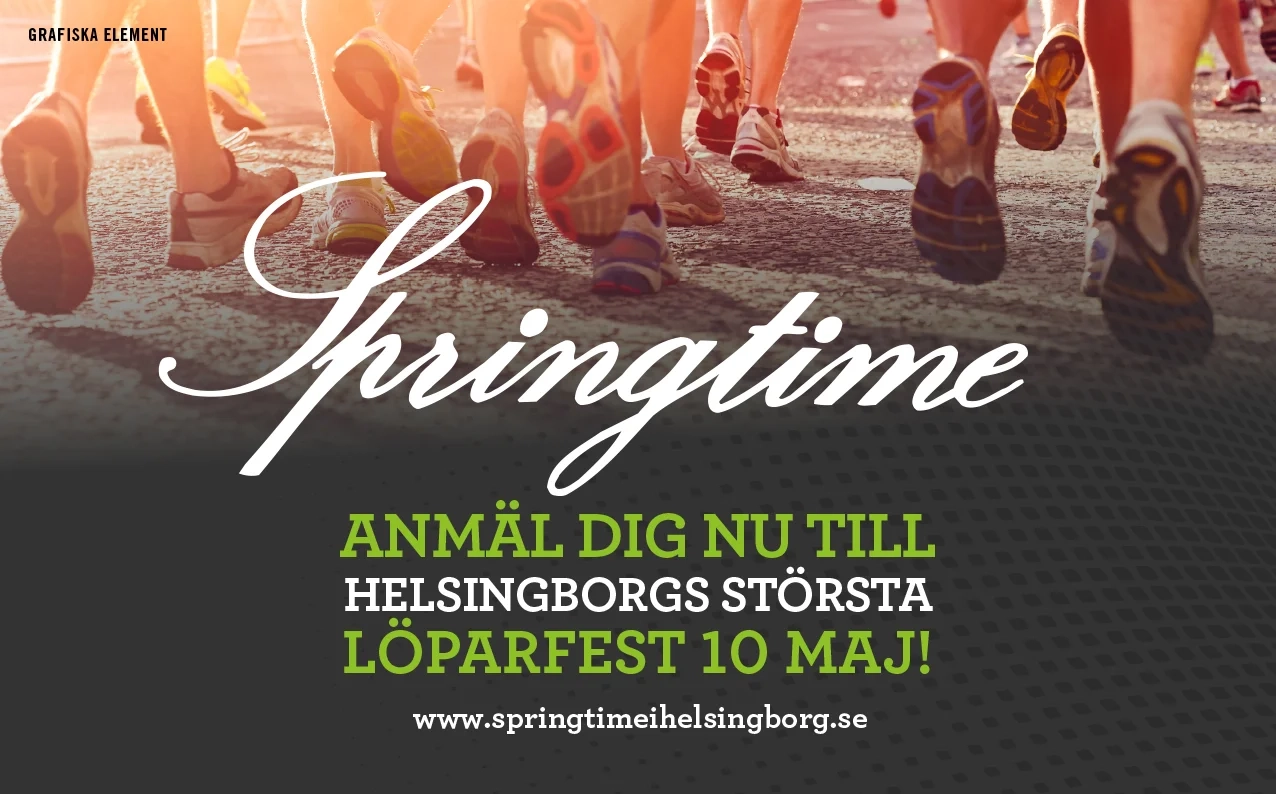 GRAFISKA ELEMENT
Springtime
ANMÄL DIG NU TILL
HELSINGBORGS STÖRSTA
LÖPARFEST 10 MAJ!
www.springtimeihelsingborg.se